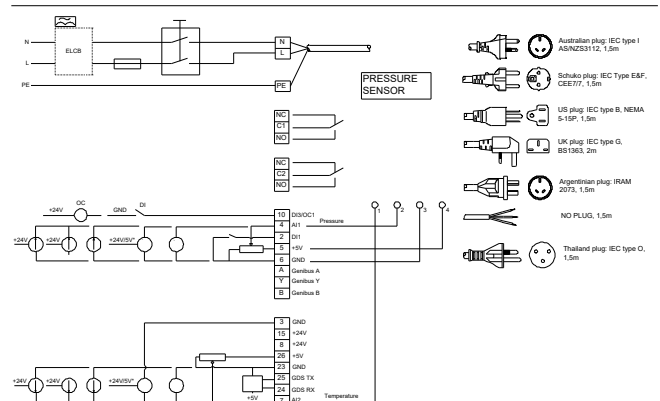 N
ELCB
L
PE
N
L
PE
PRESSURE
SENSOR
NC
C1
NO
NC
C2
NO
Australian plug: IEC type I
AS/NZS3112, 1,5m
Schuko plug: IEC Type E&F,
CEE7/7, 1,5m
US plug: IEC type B, NEMA
5-15P, 1,5m
UK plug: IEC type G,
BS1363, 2m
Argentinian plug: IRAM
2073, 1,5m
NO PLUG, 1,5m
Thailand plug: IEC type O,
1,5m
+24V OC GND DI
10 DI3/OC1
4 AI1 Pressure
2 DI1
5 +5V
6 GND
A Genibus A
Y Genibus Y
B Genibus B
1 2 3 4
+24V +24V +24V/5V*
3 GND
15 +24V
8 +24V
26 +5V
23 GND
25 GDS TX
24 GDS RX
7 AI2 Temperature
+24V +24V +24V/5V*
+5V